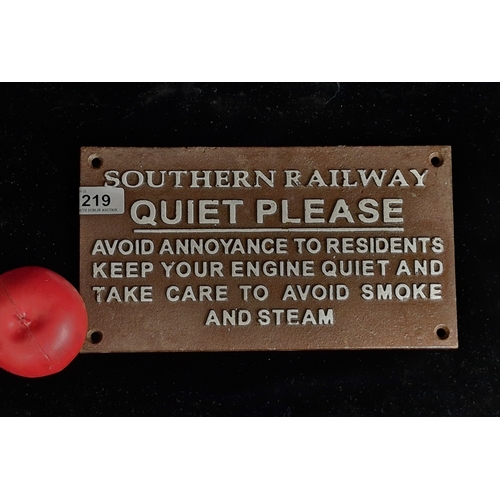 SOUTHERN RAILWAY
219
QUIET PLEASE
AVOID ANNOYANCE TO RESIDENTS
KEEP YOUR ENGINE QUIET AND
TAKE CARE TO AVOID SMOKE
AND STEAM